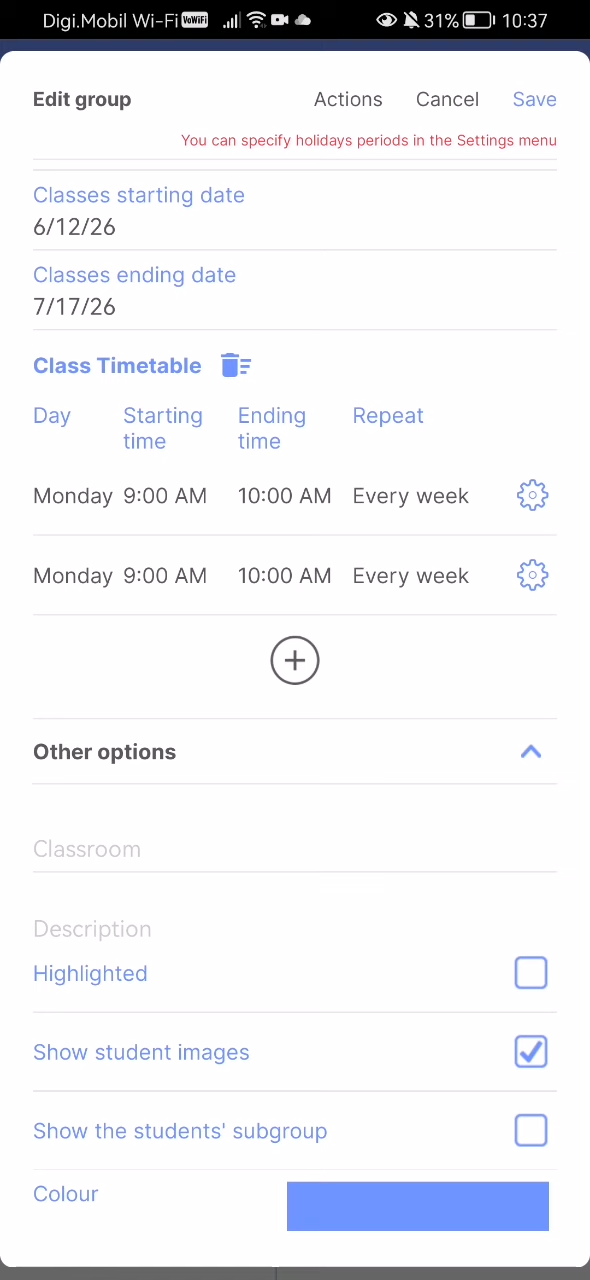 Digi.Mobil Wi-Fi VoWiFi 31% 10:37
Edit group Actions Cancel Save
You can specify holidays periods in the Settings menu
Classes starting date
6/12/26
Classes ending date
7/17/26
Class Timetable
Day Starting time Ending time Repeat
Monday 9:00 AM 10:00 AM Every week
Monday 9:00 AM 10:00 AM Every week
Other options
Classroom
Description
Highlighted
Show student images
Show the students' subgroup
Colour